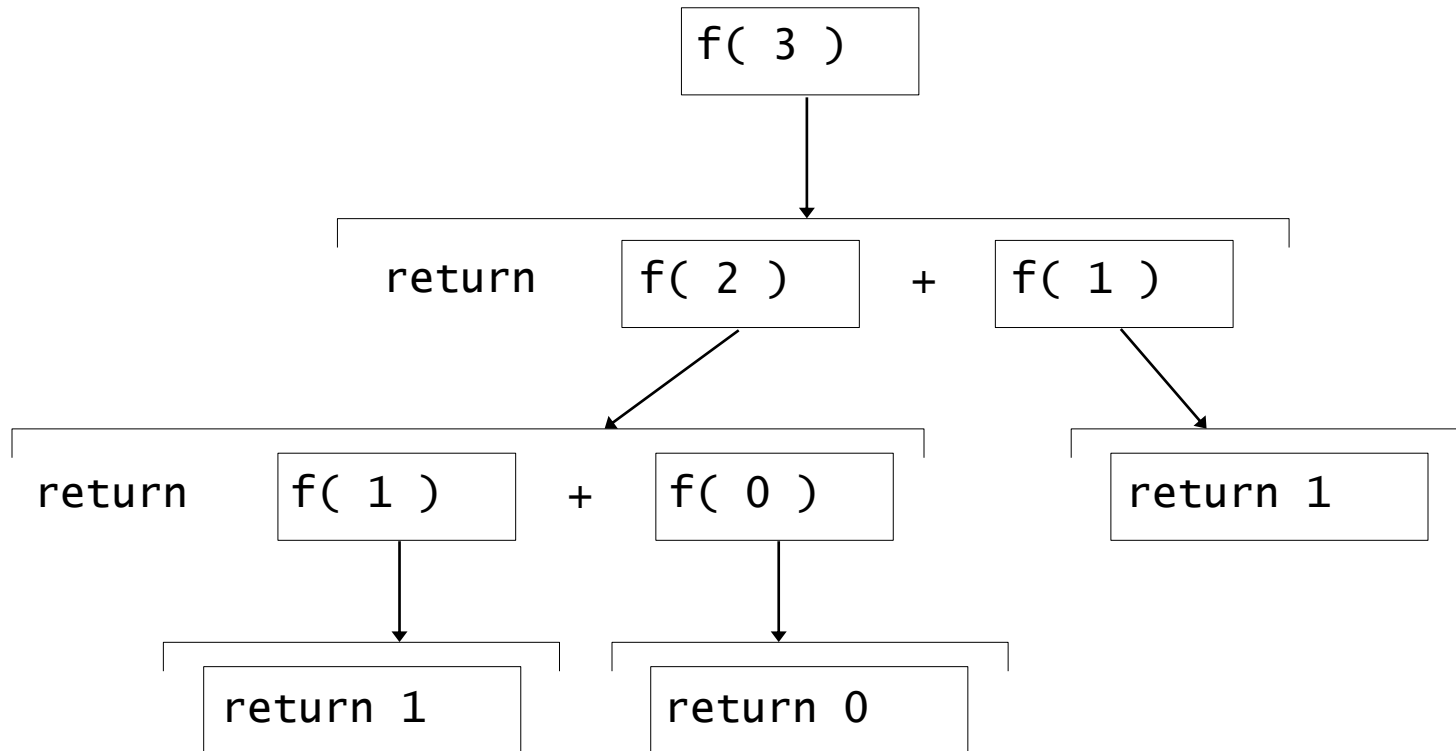 f( 3 )
return f( 2 ) + f( 1 )
return f( 1 ) + f( 0 ) return 1
return 1 return 0